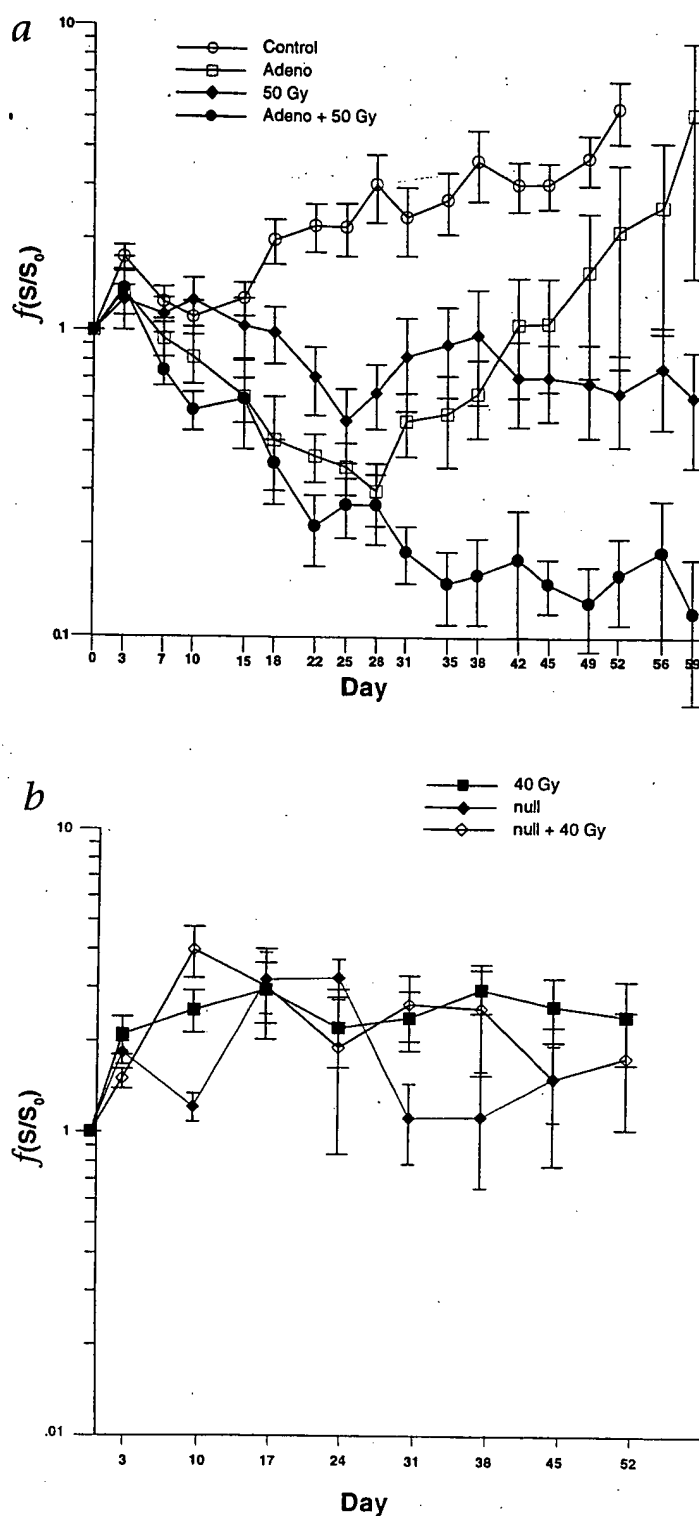 a
10
Control
Adeno
50 Gy
Adeno + 50 Gy
f(S/S₀)
1
0.1
0 3 7 10 15 18 22 25 28 31 35 38 42 45 49 52 56 59
Day
b
40 Gy
null
null + 40 Gy
10
f(S/S₀)
1
.01
3 10 17 24 31 38 45 52
Day